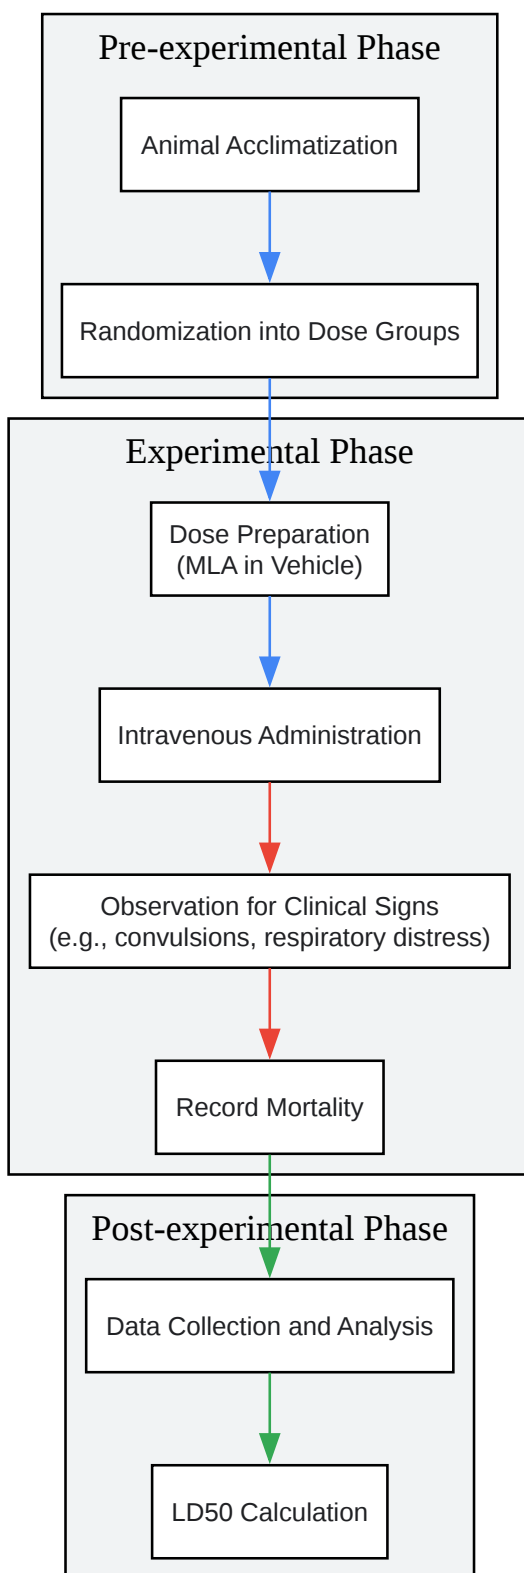 Pre-experimental Phase
Animal Acclimatization
Randomization into Dose Groups
Experimental Phase
Dose Preparation
(MLA in Vehicle)
Intravenous Administration
Observation for Clinical Signs
(e.g., convulsions, respiratory distress)
Record Mortality
Post-experimental Phase
Data Collection and Analysis
LD50 Calculation